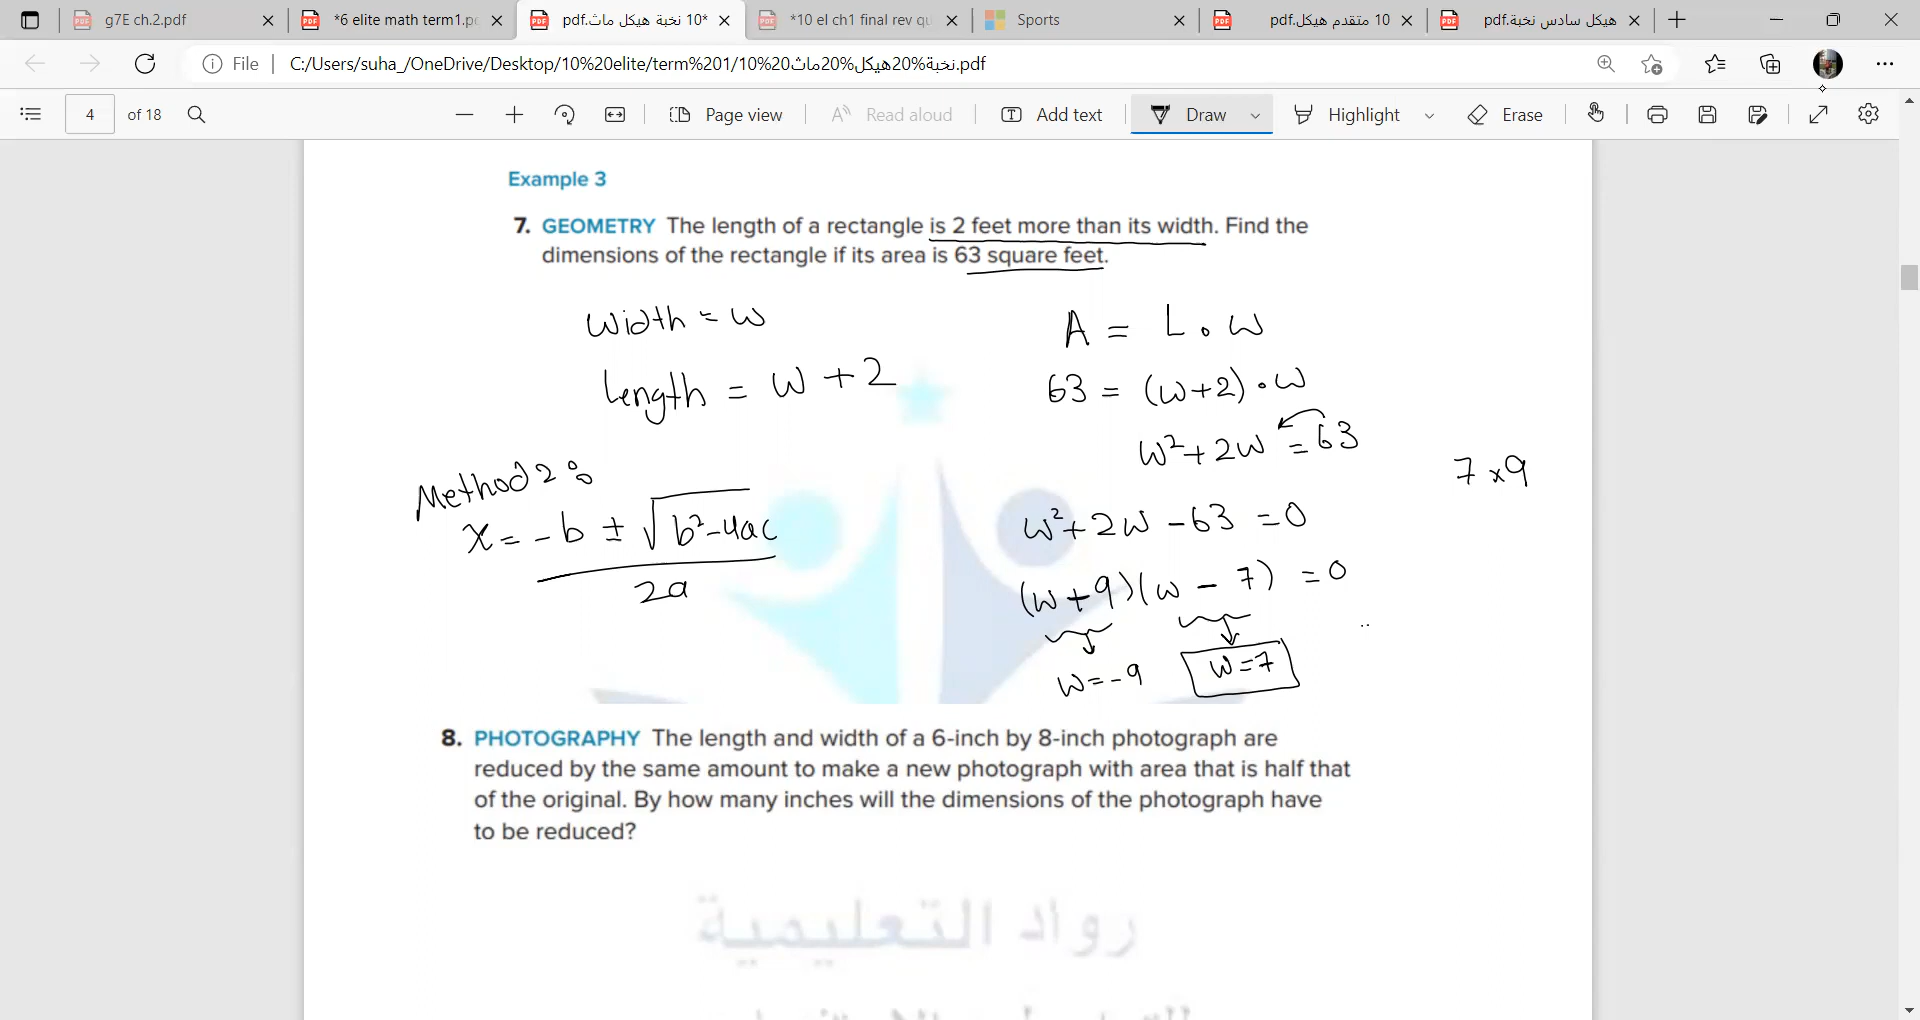 g7E ch.2.pdf
*6 elite math term1.p
*10 نخبة هيكل ماث.pdf
*10 el ch1 final rev qu
Sports
10 متقدم هيكل.pdf
هيكل سادس نخبة.pdf
File
C:/Users/suha_/OneDrive/Desktop/10%20elite/term%201/10%20نخبة%20هيكل%20ماث.pdf
4 of 18
Page view
Read aloud
Add text
Draw
Highlight
Erase
Example 3
7. GEOMETRY The length of a rectangle is 2 feet more than its width. Find the
dimensions of the rectangle if its area is 63 square feet.
width = w
length = w + 2
A = L . w
63 = (w+2) . w
w²+2w = 63
7 x 9
Method 2 :
x = -b ± √b²-4ac
2a
w²+2w -63 =0
(w+9)(w - 7) =0
w=-9
w=7
8. PHOTOGRAPHY The length and width of a 6-inch by 8-inch photograph are
reduced by the same amount to make a new photograph with area that is half that
of the original. By how many inches will the dimensions of the photograph have
to be reduced?
رواد التعليمية